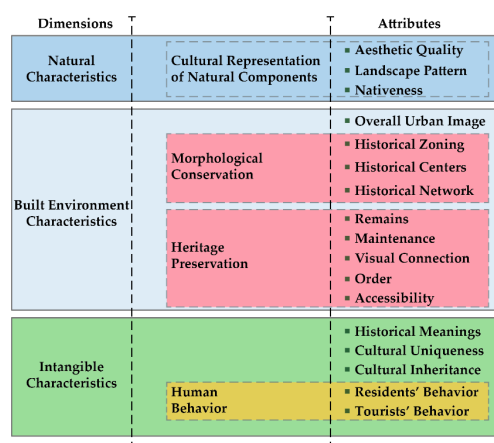 Dimensions
Attributes
Natural
Characteristics
Cultural Representation
of Natural Components
▪ Aesthetic Quality
▪ Landscape Pattern
▪ Nativeness
Built Environment
Characteristics
▪ Overall Urban Image
Morphological
Conservation
▪ Historical Zoning
▪ Historical Centers
▪ Historical Network
Heritage
Preservation
▪ Remains
▪ Maintenance
▪ Visual Connection
▪ Order
▪ Accessibility
Intangible
Characteristics
▪ Historical Meanings
▪ Cultural Uniqueness
▪ Cultural Inheritance
Human
Behavior
▪ Residents’ Behavior
▪ Tourists’ Behavior